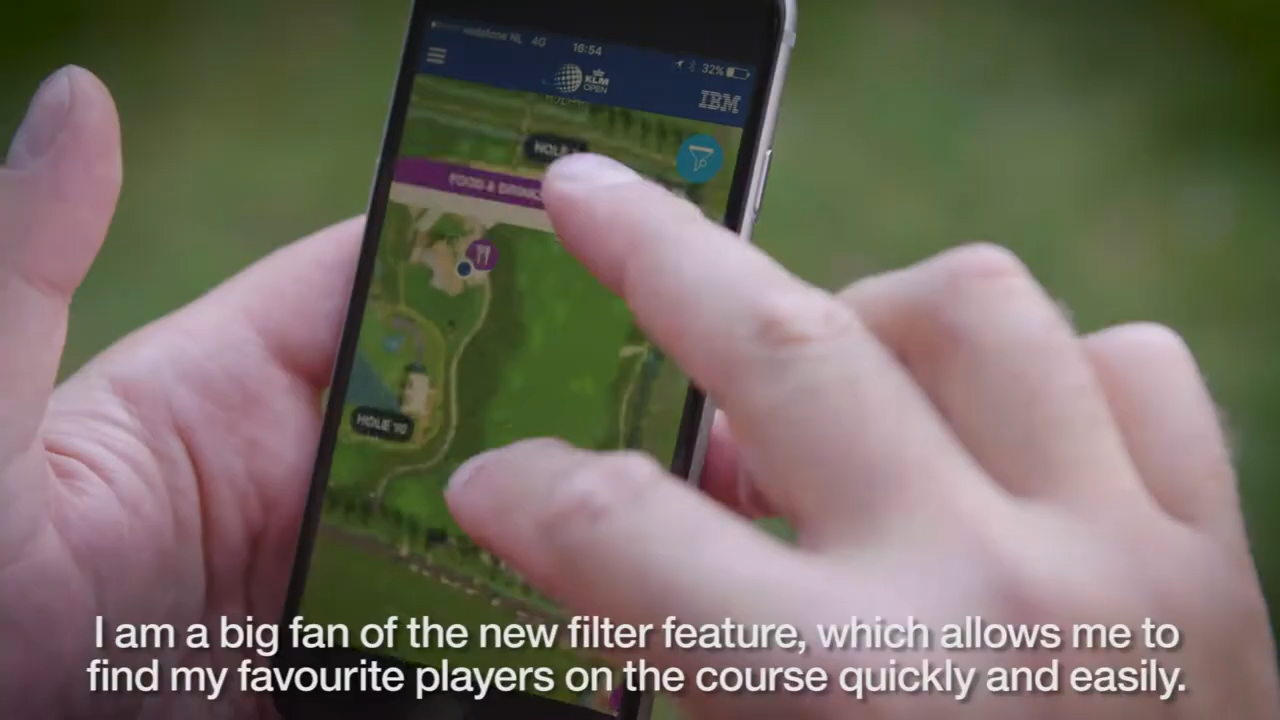 vodafone NL 4G 16:54 32%
KLM
OPEN
IBM
FOOD & DRINK
HOLE 10
I am a big fan of the new filter feature, which allows me to
find my favourite players on the course quickly and easily.